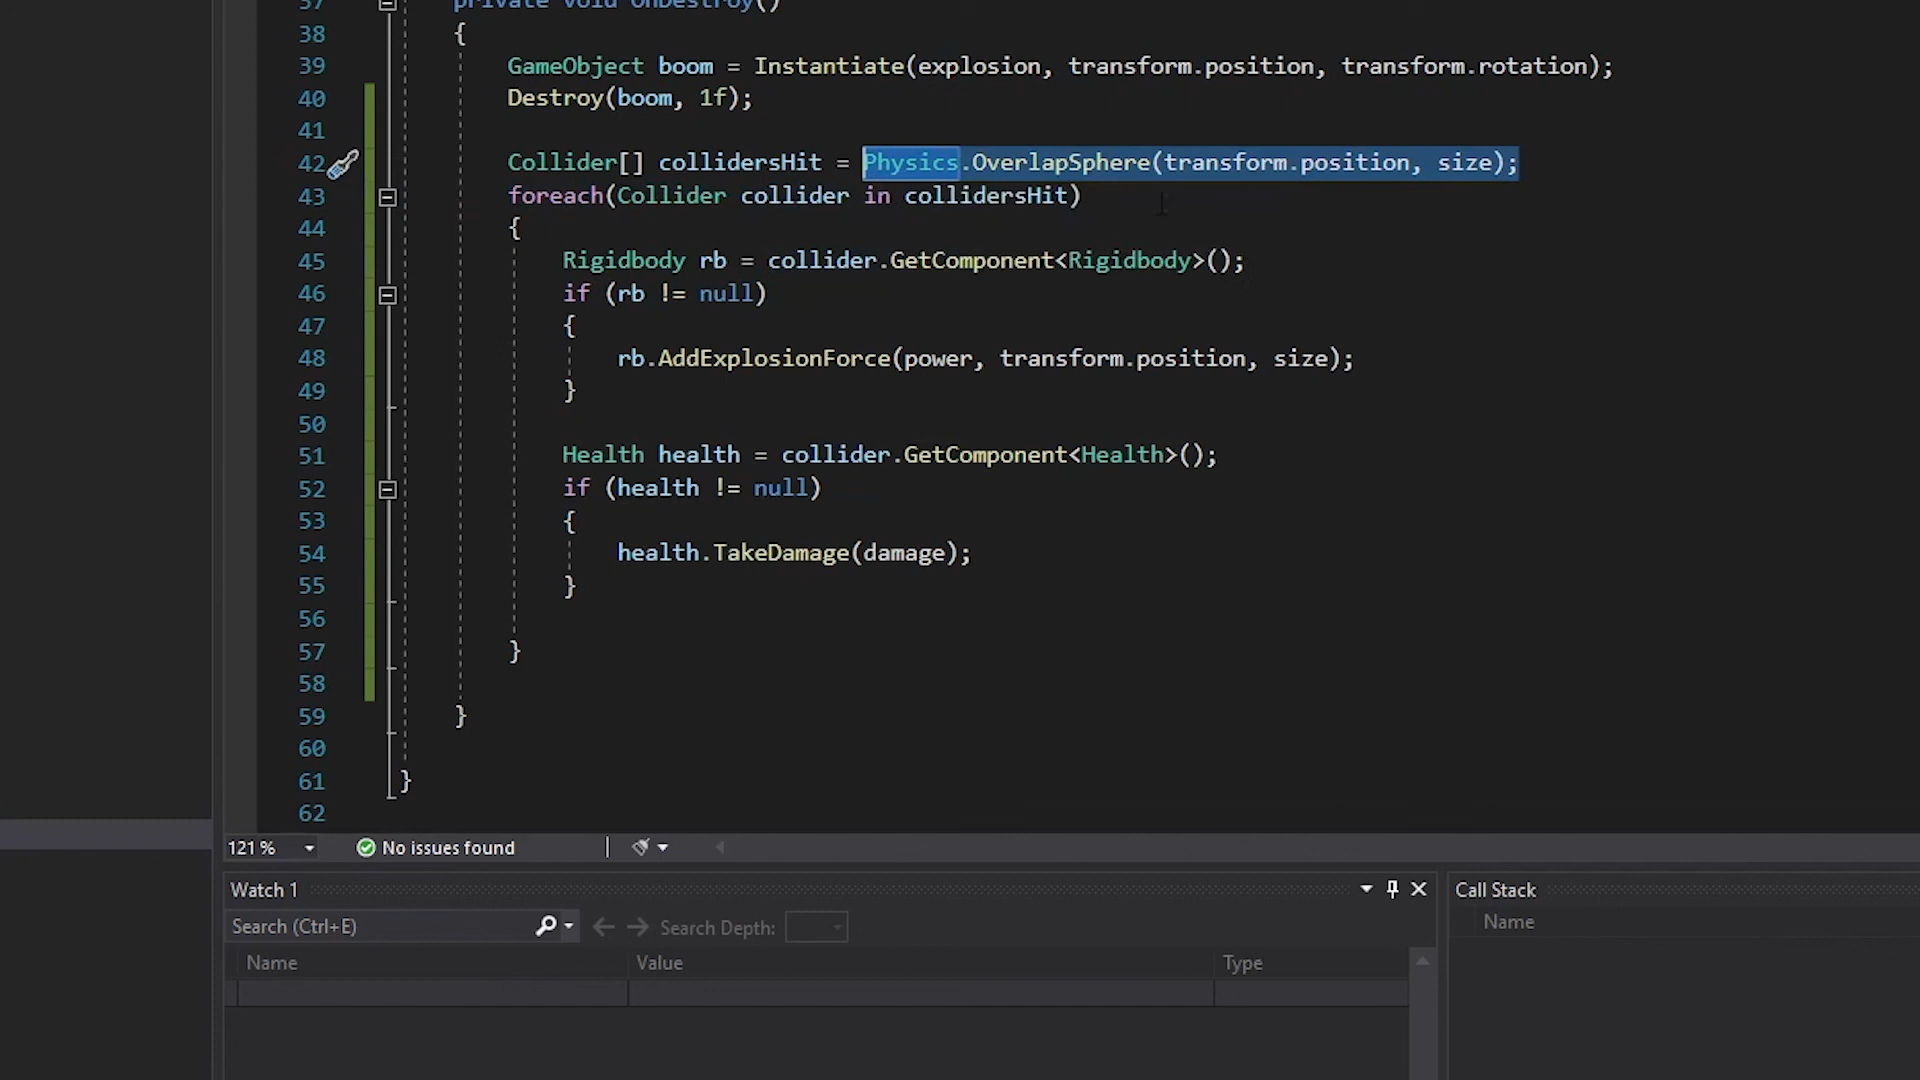 37 private void OnDestroy()
38 {
39 GameObject boom = Instantiate(explosion, transform.position, transform.rotation);
40 Destroy(boom, 1f);
41
42 Collider[] collidersHit = Physics.OverlapSphere(transform.position, size);
43 foreach(Collider collider in collidersHit)
44 {
45 Rigidbody rb = collider.GetComponent<Rigidbody>();
46 if (rb != null)
47 {
48 rb.AddExplosionForce(power, transform.position, size);
49 }
50
51 Health health = collider.GetComponent<Health>();
52 if (health != null)
53 {
54 health.TakeDamage(damage);
55 }
56
57 }
58
59 }
60
61 }
62
121 % No issues found
Watch 1
Call Stack
Search (Ctrl+E) Search Depth:
Name
Name Value Type